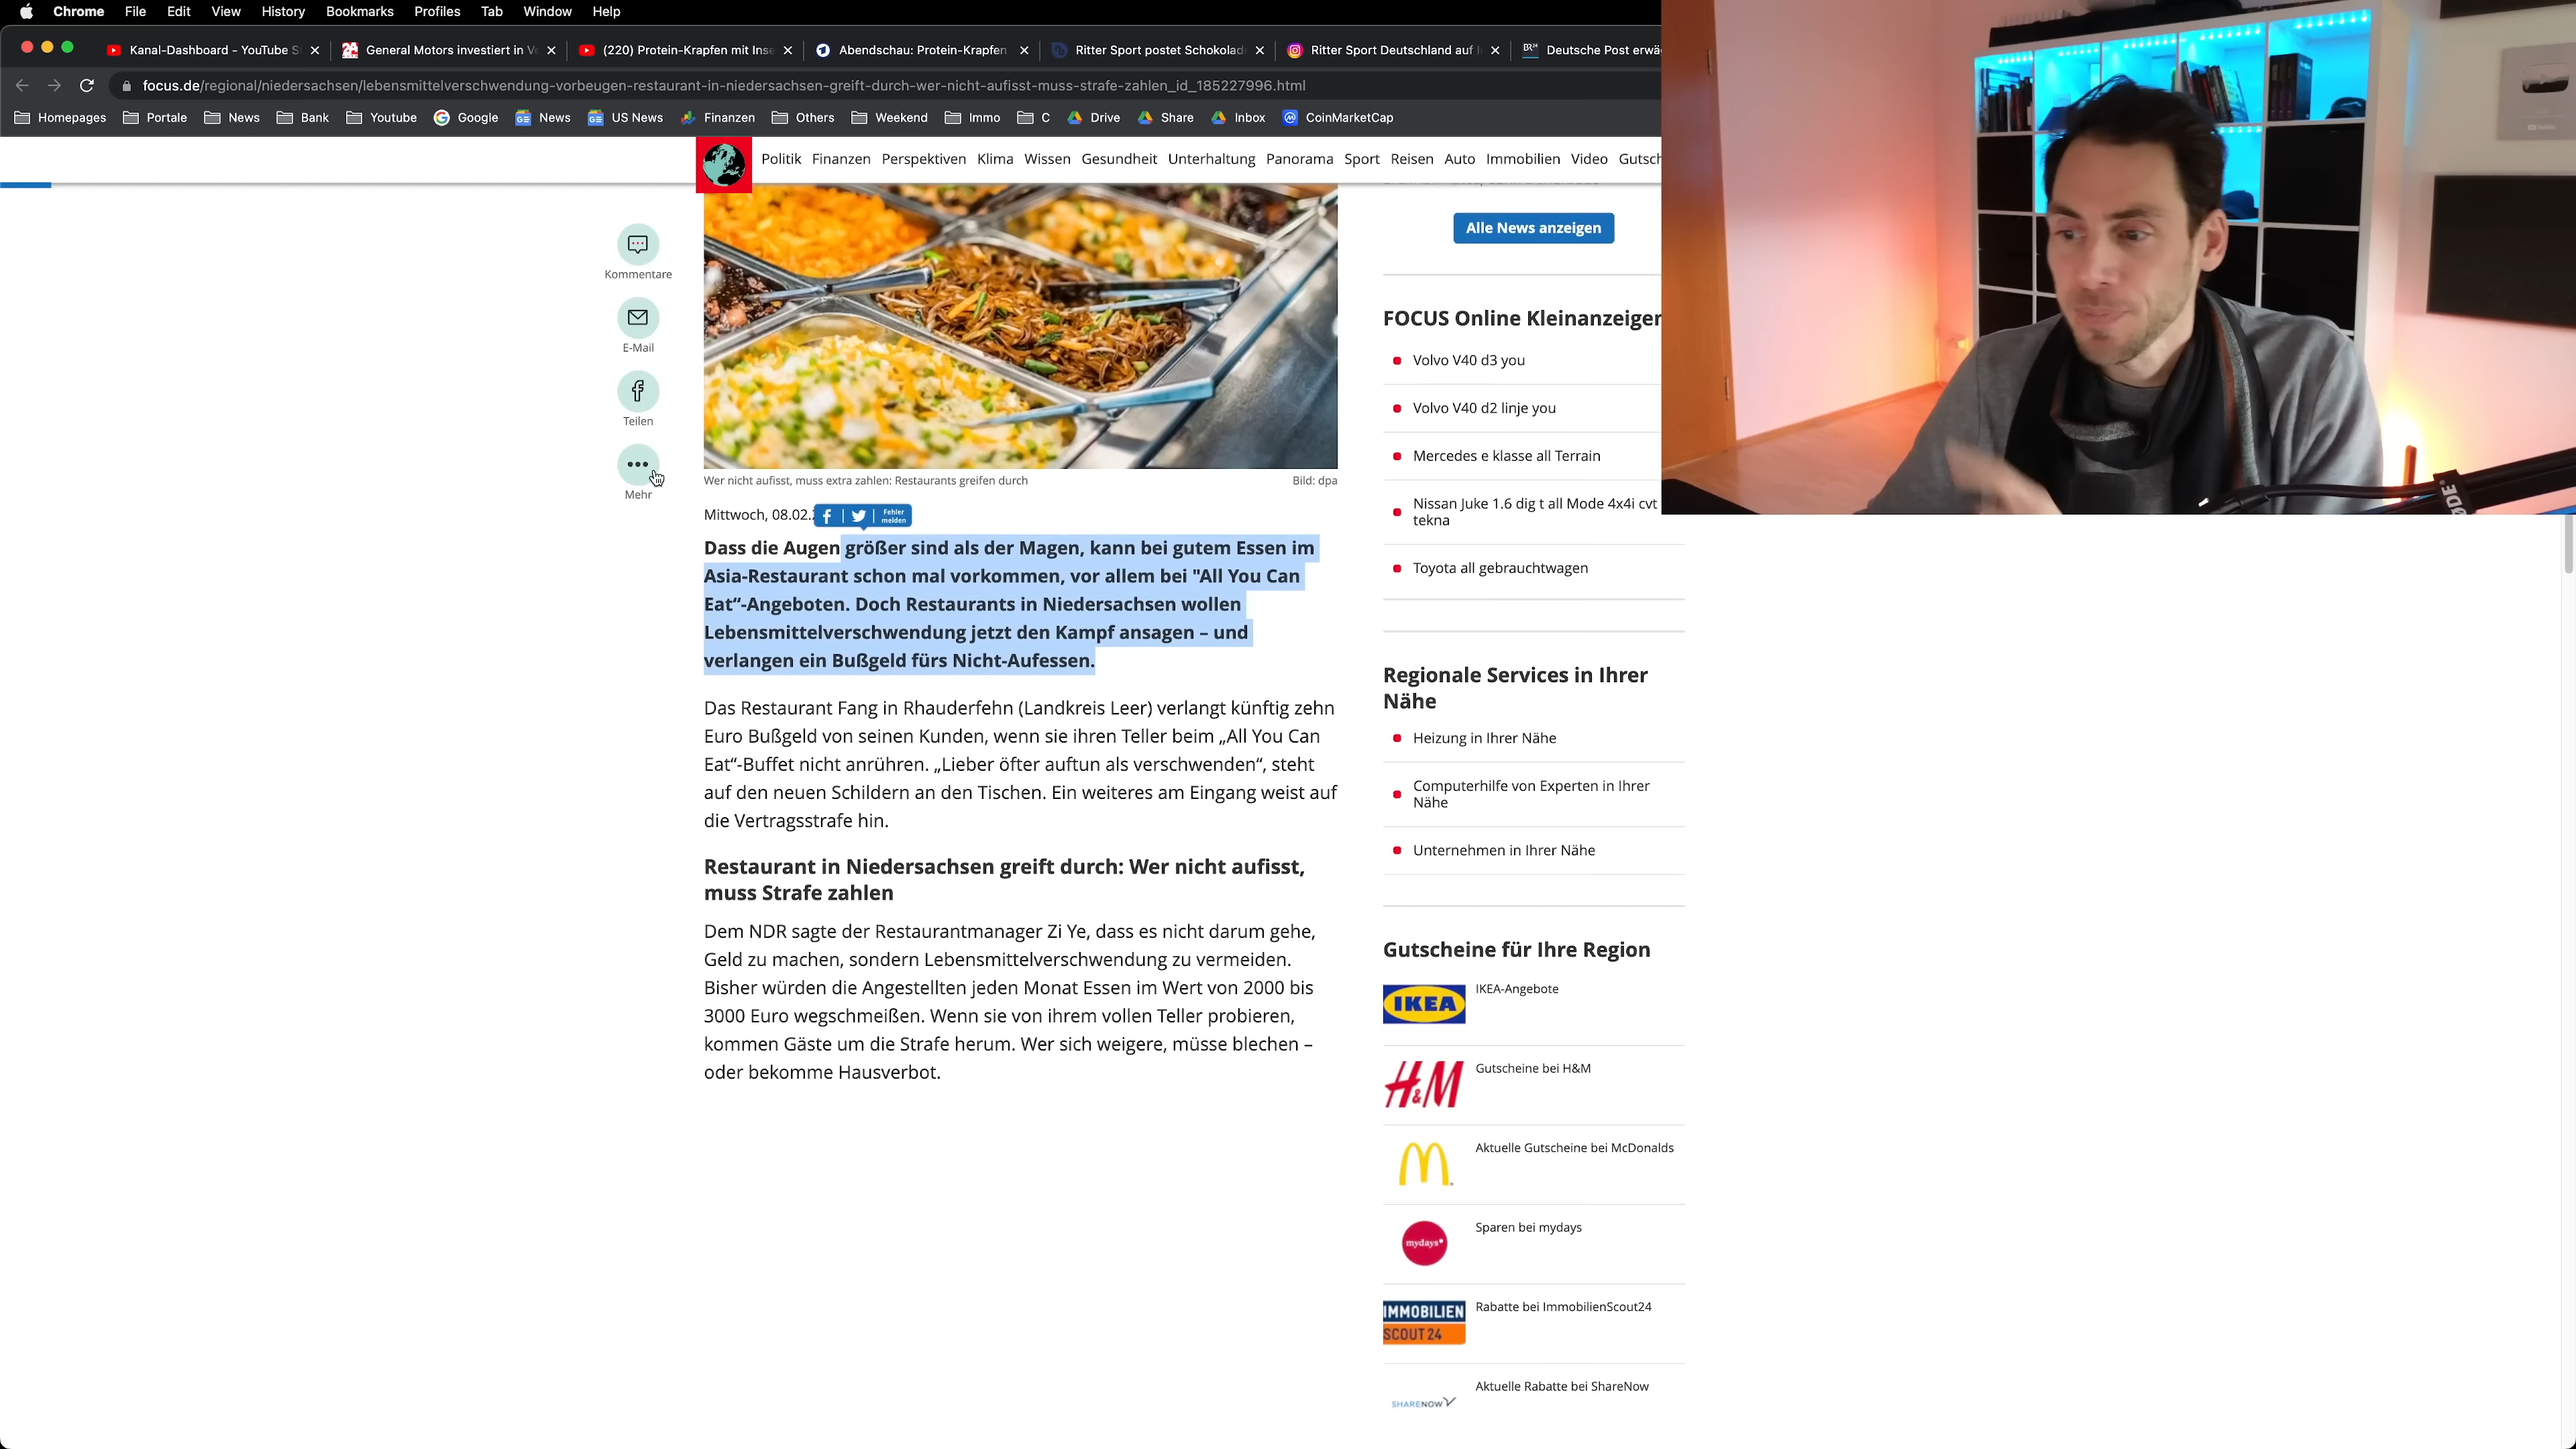 Chrome File Edit View History Bookmarks Profiles Tab Window Help
Kanal-Dashboard - YouTube S
General Motors investiert in V
(220) Protein-Krapfen mit Inse
Abendschau: Protein-Krapfen
Ritter Sport postet Schokolad
Ritter Sport Deutschland auf I
Deutsche Post erwä
focus.de/regional/niedersachsen/lebensmittelverschwendung-vorbeugen-restaurant-in-niedersachsen-greift-durch-wer-nicht-aufisst-muss-strafe-zahlen_id_185227996.html
Homepages Portale News Bank Youtube Google News US News Finanzen Others Weekend Immo C Drive Share Inbox CoinMarketCap
Politik Finanzen Perspektiven Klima Wissen Gesundheit Unterhaltung Panorama Sport Reisen Auto Immobilien Video Gutsch
Kommentare
E-Mail
Teilen
Mehr
Wer nicht aufisst, muss extra zahlen: Restaurants greifen durch
Bild: dpa
Mittwoch, 08.02.
Fehler
melden
Dass die Augen größer sind als der Magen, kann bei gutem Essen im
Asia-Restaurant schon mal vorkommen, vor allem bei "All You Can
Eat“-Angeboten. Doch Restaurants in Niedersachsen wollen
Lebensmittelverschwendung jetzt den Kampf ansagen – und
verlangen ein Bußgeld fürs Nicht-Aufessen.
Das Restaurant Fang in Rhauderfehn (Landkreis Leer) verlangt künftig zehn
Euro Bußgeld von seinen Kunden, wenn sie ihren Teller beim „All You Can
Eat“-Buffet nicht anrühren. „Lieber öfter auftun als verschwenden“, steht
auf den neuen Schildern an den Tischen. Ein weiteres am Eingang weist auf
die Vertragsstrafe hin.
Restaurant in Niedersachsen greift durch: Wer nicht aufisst,
muss Strafe zahlen
Dem NDR sagte der Restaurantmanager Zi Ye, dass es nicht darum gehe,
Geld zu machen, sondern Lebensmittelverschwendung zu vermeiden.
Bisher würden die Angestellten jeden Monat Essen im Wert von 2000 bis
3000 Euro wegschmeißen. Wenn sie von ihrem vollen Teller probieren,
kommen Gäste um die Strafe herum. Wer sich weigere, müsse blechen –
oder bekomme Hausverbot.
Alle News anzeigen
FOCUS Online Kleinanzeigen
Volvo V40 d3 you
Volvo V40 d2 linje you
Mercedes e klasse all Terrain
Nissan Juke 1.6 dig t all Mode 4x4i cvt
tekna
Toyota all gebrauchtwagen
Regionale Services in Ihrer
Nähe
Heizung in Ihrer Nähe
Computerhilfe von Experten in Ihrer
Nähe
Unternehmen in Ihrer Nähe
Gutscheine für Ihre Region
IKEA
IKEA-Angebote
H&M
Gutscheine bei H&M
Aktuelle Gutscheine bei McDonalds
mydays
Sparen bei mydays
IMMOBILIEN
SCOUT 24
Rabatte bei ImmobilienScout24
SHARENOW
Aktuelle Rabatte bei ShareNow
RØDE